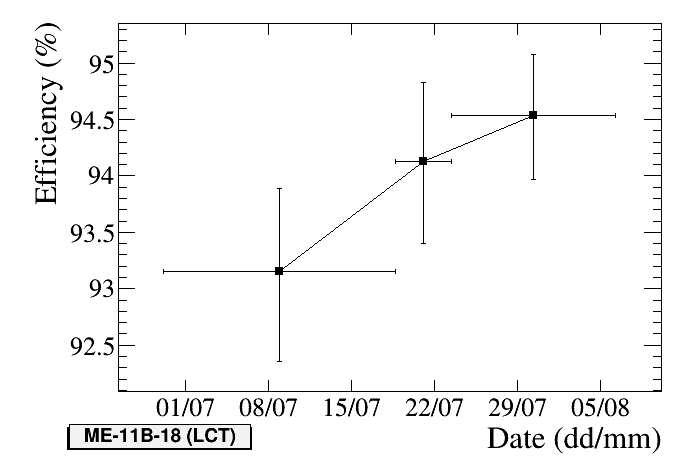 Efficiency (%)
95
94.5
94
93.5
93
92.5
01/07 08/07 15/07 22/07 29/07 05/08
ME-11B-18 (LCT)
Date (dd/mm)